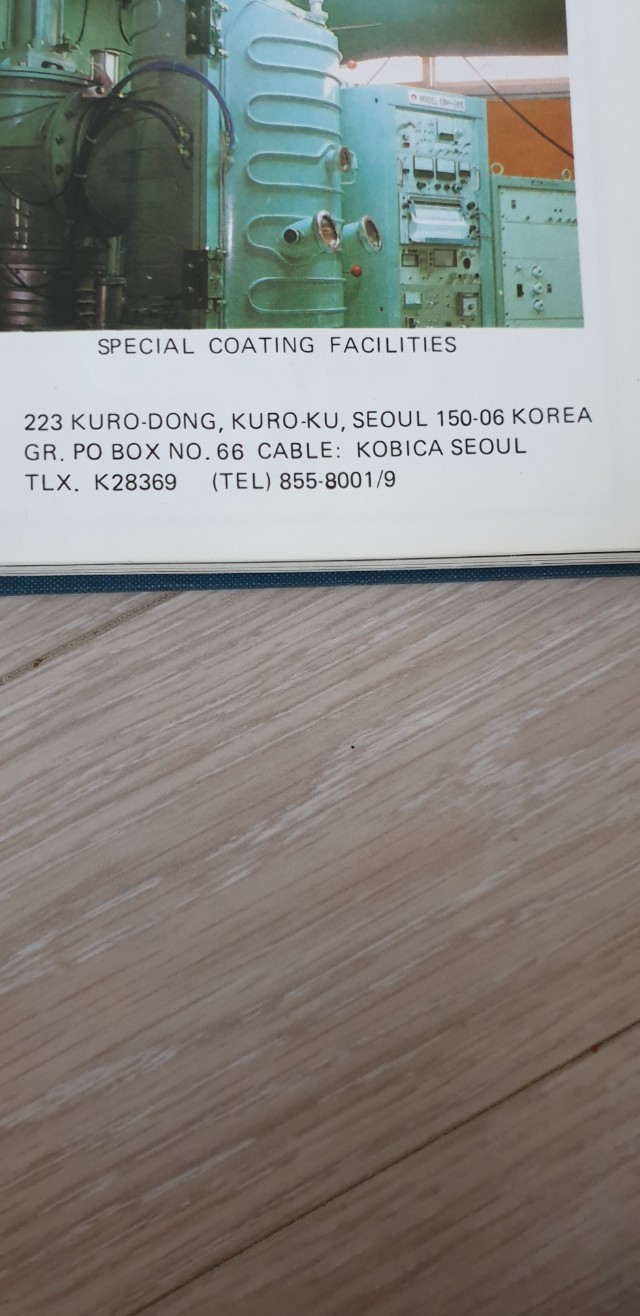 SPECIAL COATING FACILITIES
223 KURO-DONG, KURO-KU, SEOUL 150-06 KOREA
GR. PO BOX NO. 66 CABLE: KOBICA SEOUL
TLX. K28369 (TEL) 855-8001/9